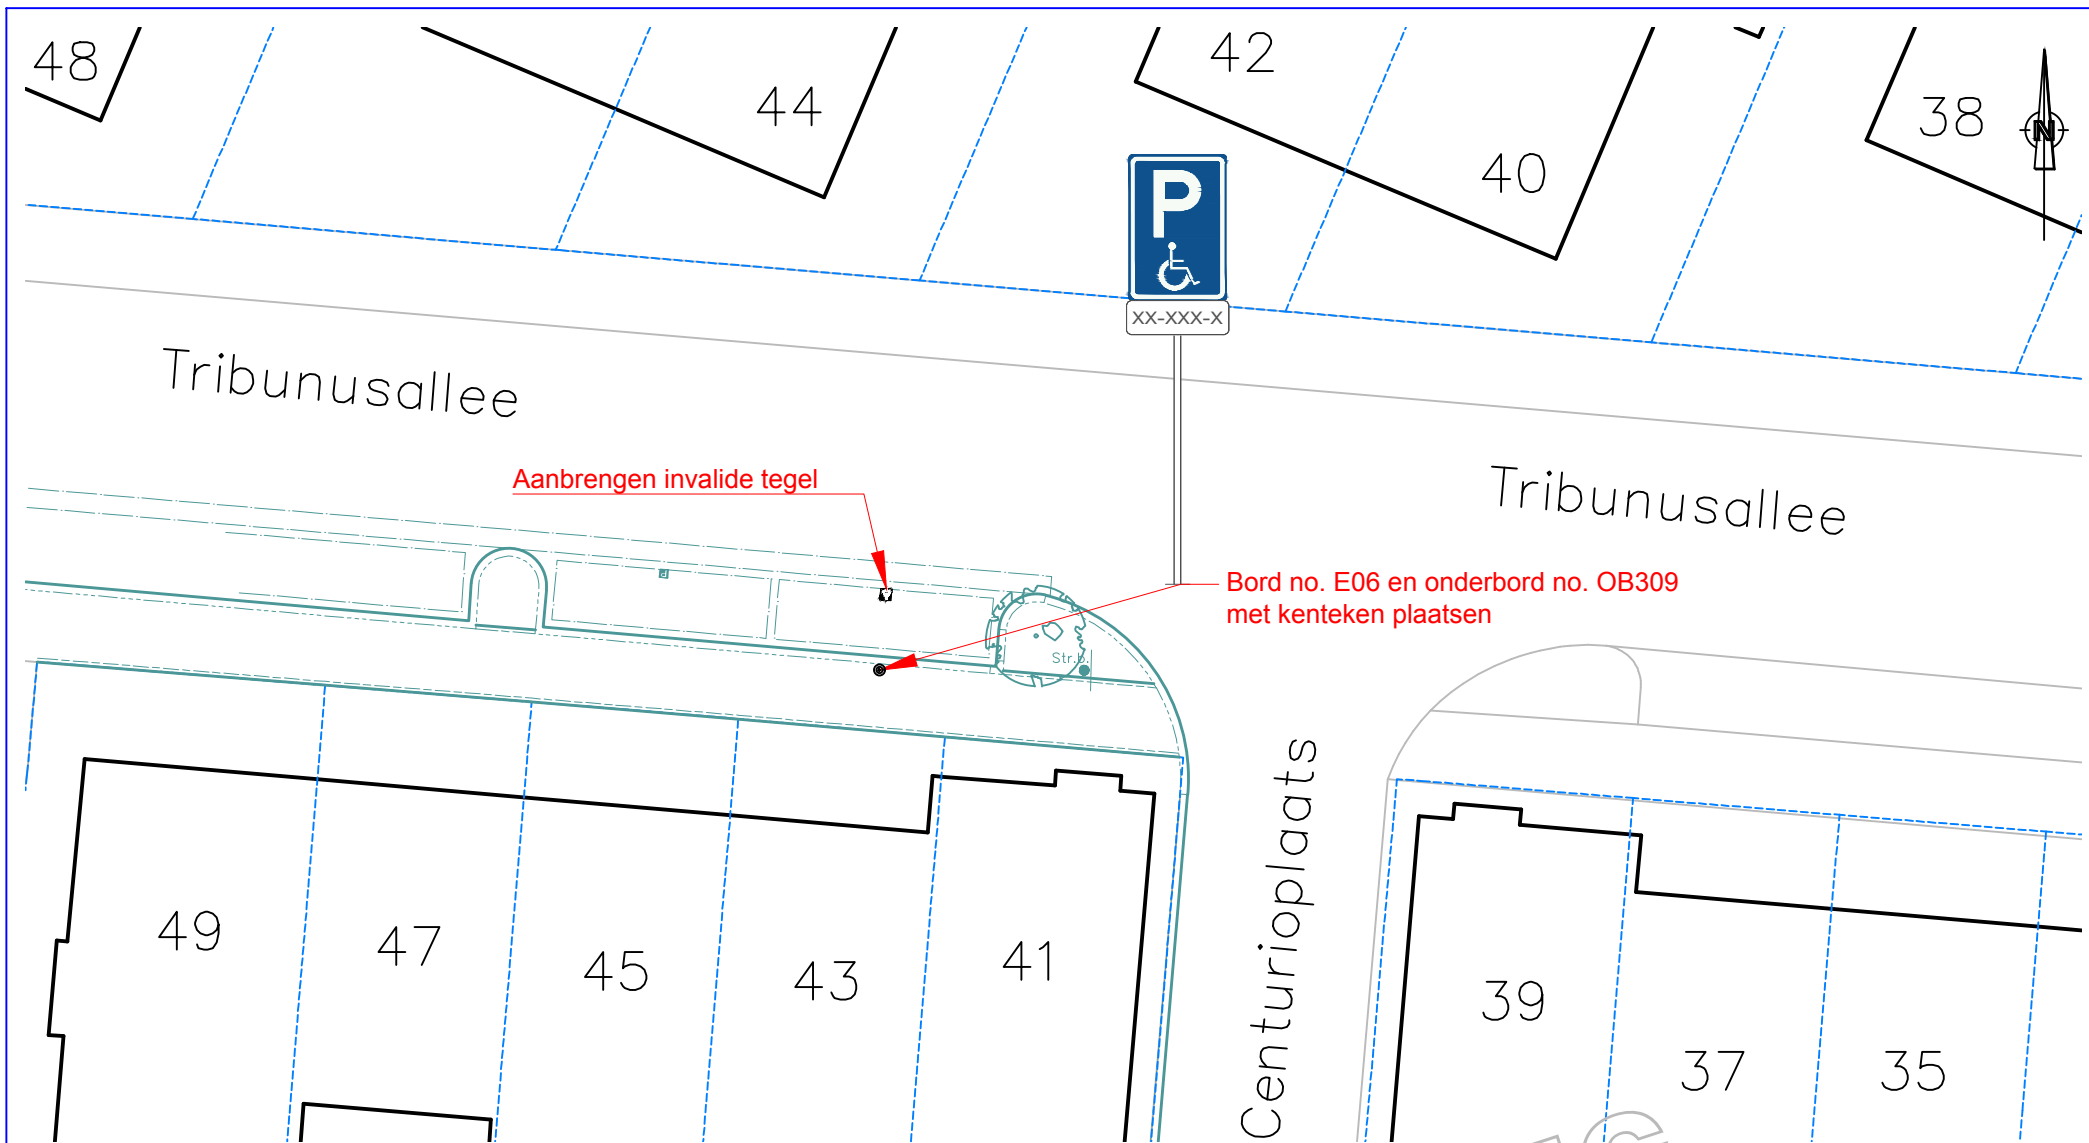 48
44
42
40
38
N
P
XX-XXX-X
Tribunusallee
Tribunusallee
Aanbrengen invalide tegel
Bord no. E06 en onderbord no. OB309
met kenteken plaatsen
Str.b.
Centurioplaats
49
47
45
43
41
39
37
35